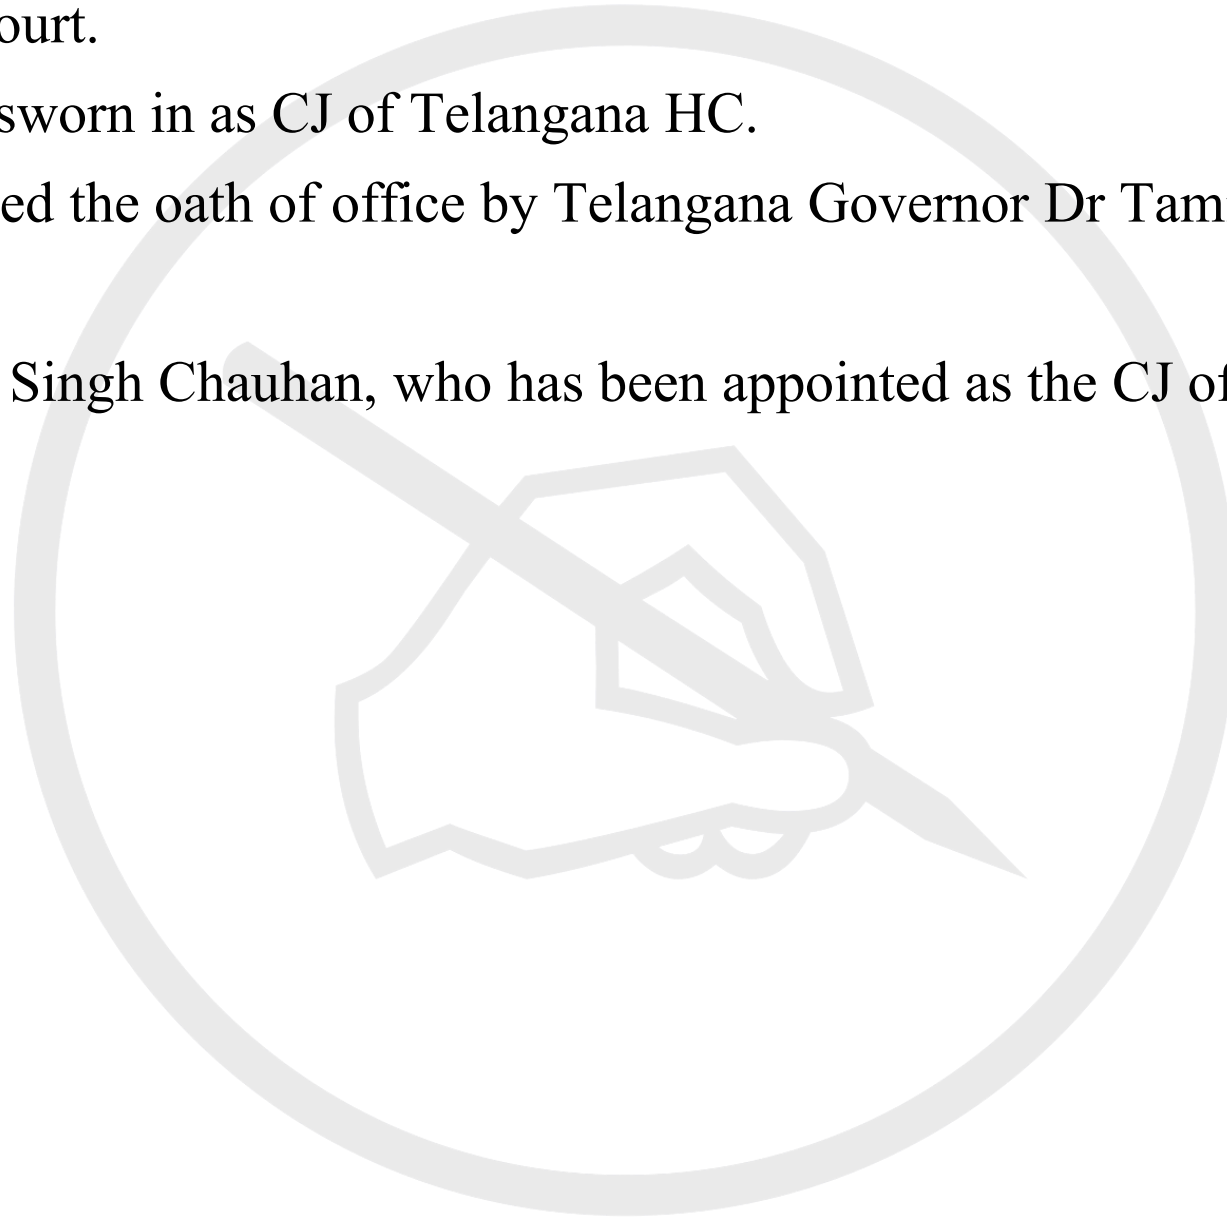 ourt.
sworn in as CJ of Telangana HC.
ed the oath of office by Telangana Governor Dr Tam
Singh Chauhan, who has been appointed as the CJ of